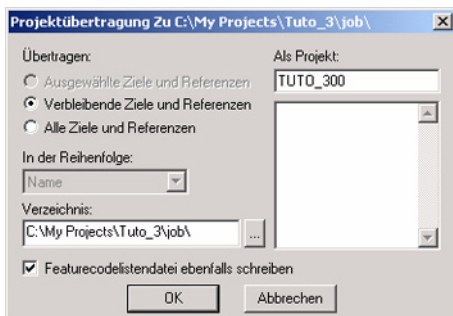 Projektübertragung Zu C:\My Projects\Tuto_3\job\
Übertragen:
Ausgewählte Ziele und Referenzen
Verbleibende Ziele und Referenzen
Alle Ziele und Referenzen
In der Reihenfolge:
Name
Verzeichnis:
C:\My Projects\Tuto_3\job\
...
Als Projekt:
TUTO_300
Featurecodelistendatei ebenfalls schreiben
OK
Abbrechen